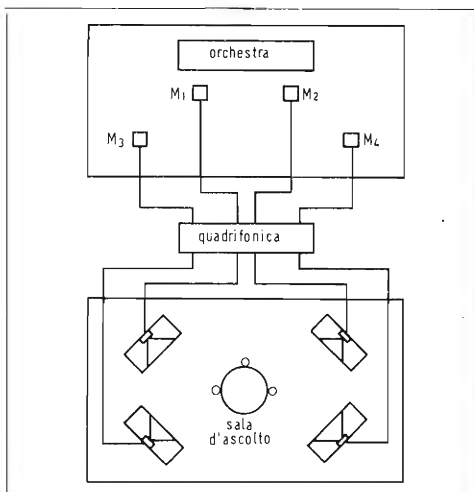 orchestra
M1 M2
M3 M4
quadrifonica
sala
d'ascolto